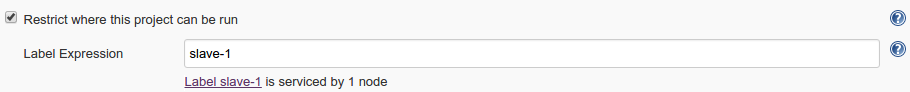 Restrict where this project can be run
Label Expression
slave-1
Label slave-1 is serviced by 1 node